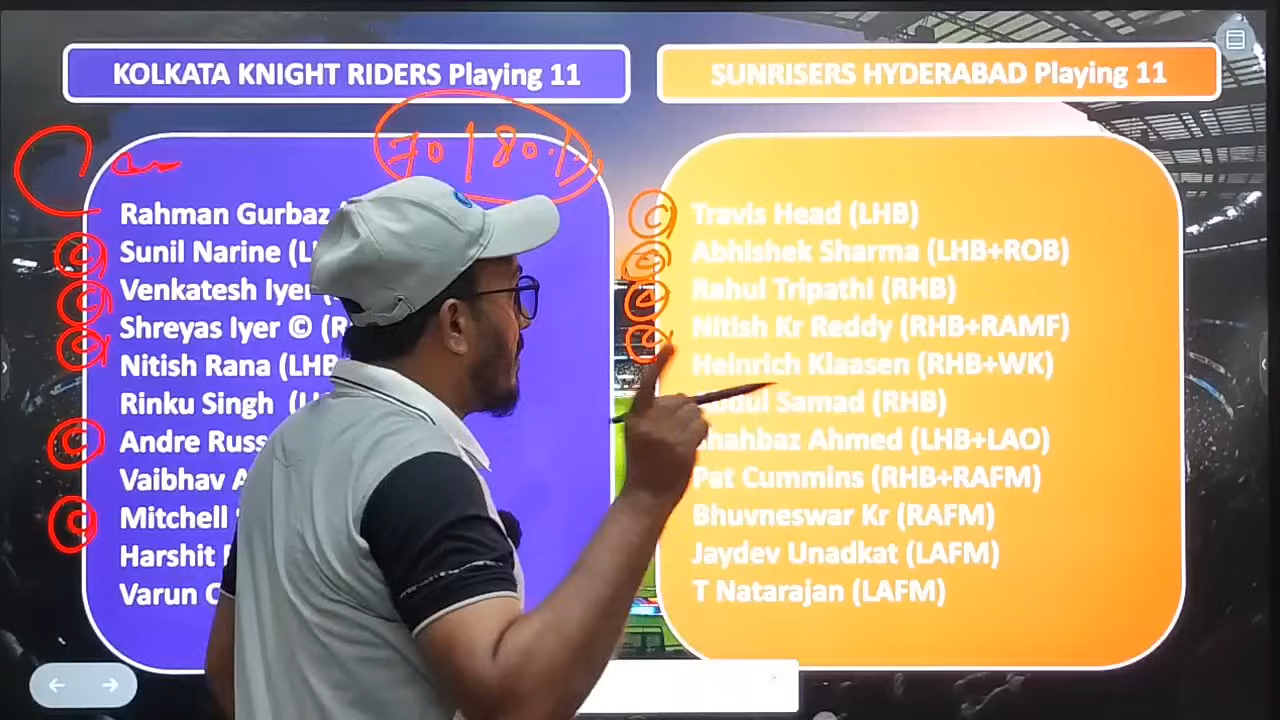 KOLKATA KNIGHT RIDERS Playing 11
70 | 80%
Rahman Gurbaz
Sunil Narine
Venkatesh Iyer
Shreyas Iyer ©
Nitish Rana (LHB
Rinku Singh
Andre
Vaibhav
Mitchell
Harshit
Varun
C
C
C
C
C
SUNRISERS HYDERABAD Playing 11
Travis Head (LHB)
Abhishek Sharma (LHB+ROB)
Rahul Tripathi (RHB)
Nitish Kr Reddy (RHB+RAMF)
Heinrich Klaasen (RHB+WK)
Samad (RHB)
Ahmed (LHB+LAO)
Pat Cummins (RHB+RAFM)
Bhuvneswar Kr (RAFM)
Jaydev Unadkat (LAFM)
T Natarajan (LAFM)
C
C
C
C